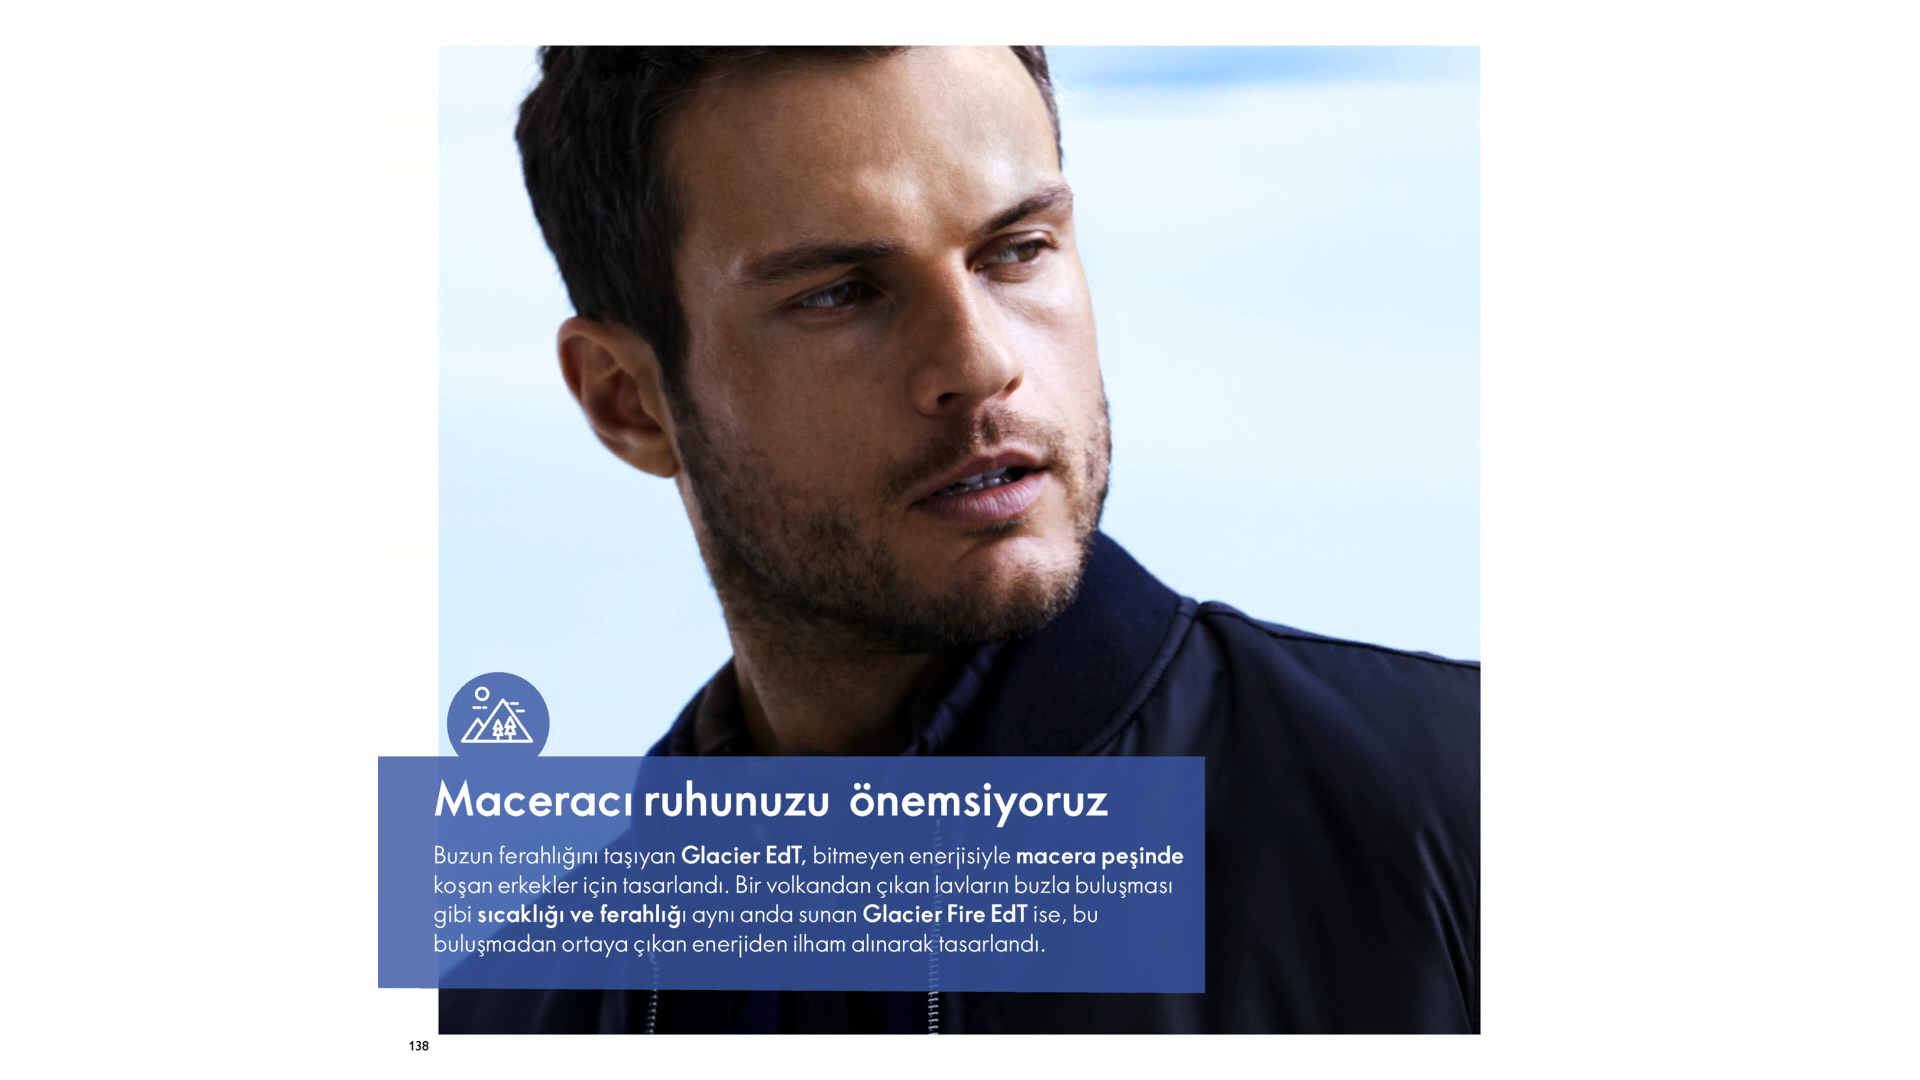 Maceracı ruhunuzu önemsiyoruz
Buzun ferahlığını taşıyan Glacier EdT, bitmeyen enerjisiyle macera peşinde
koşan erkekler için tasarlandı. Bir volkandan çıkan lavların buzla buluşması
gibi sıcaklığı ve ferahlığı aynı anda sunan Glacier Fire EdT ise, bu
buluşmadan ortaya çıkan enerjiden ilham alınarak tasarlandı.
138